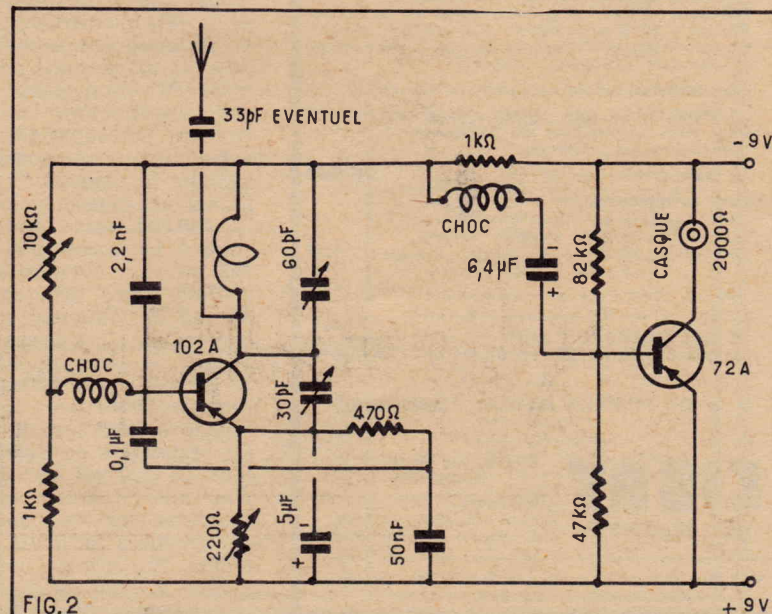 33pF EVENTUEL
1kΩ
-9V
10kΩ
2,2nF
60pF
CHOC
6,4µF
-
+
82kΩ
CASQUE
2000Ω
102A
CHOC
72A
30pF
470Ω
0,1µF
1kΩ
220Ω
5µF
-
+
50nF
47kΩ
FIG.2
+9V